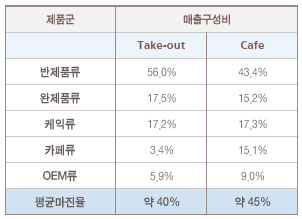 제품군 매출구성비
Take-out Cafe
반제품류 56.0% 43.4%
완제품류 17.5% 15.2%
케익류 17.2% 17.3%
카페류 3.4% 15.1%
OEM류 5.9% 9.0%
평균마진율 약 40% 약 45%